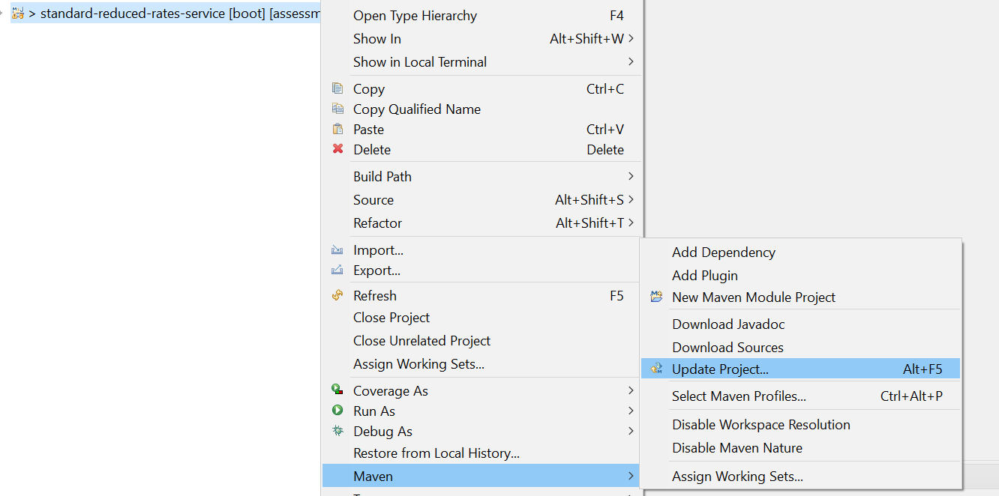 > standard-reduced-rates-service [boot] [assessm
Open Type Hierarchy F4
Show In Alt+Shift+W >
Show in Local Terminal >
Copy Ctrl+C
Copy Qualified Name
Paste Ctrl+V
Delete Delete
Build Path >
Source Alt+Shift+S >
Refactor Alt+Shift+T >
Import...
Export...
Refresh F5
Close Project
Close Unrelated Project
Assign Working Sets...
Coverage As >
Run As >
Debug As >
Restore from Local History...
Maven >
Add Dependency
Add Plugin
New Maven Module Project
Download Javadoc
Download Sources
Update Project... Alt+F5
Select Maven Profiles... Ctrl+Alt+P
Disable Workspace Resolution
Disable Maven Nature
Assign Working Sets...